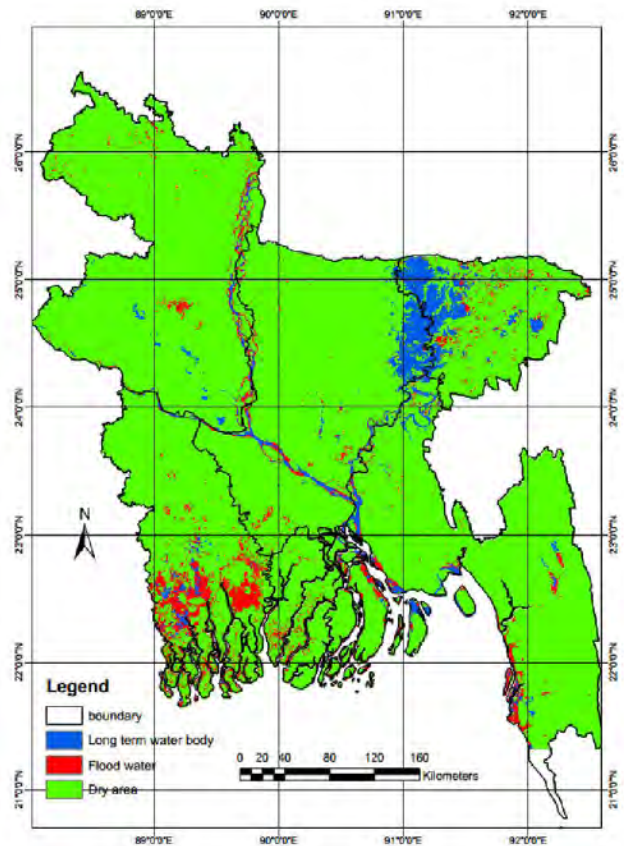 89°0'0"E 90°0'0"E 91°0'0"E 92°0'0"E
26°0'0"N 26°0'0"N
25°0'0"N 25°0'0"N
24°0'0"N 24°0'0"N
23°0'0"N 23°0'0"N
N
22°0'0"N 22°0'0"N
Legend
boundary
Long term water body
Flood water
Dry area
0 20 40 80 120 160
Kilometers
21°0'0"N 21°0'0"N
89°0'0"E 90°0'0"E 91°0'0"E 92°0'0"E